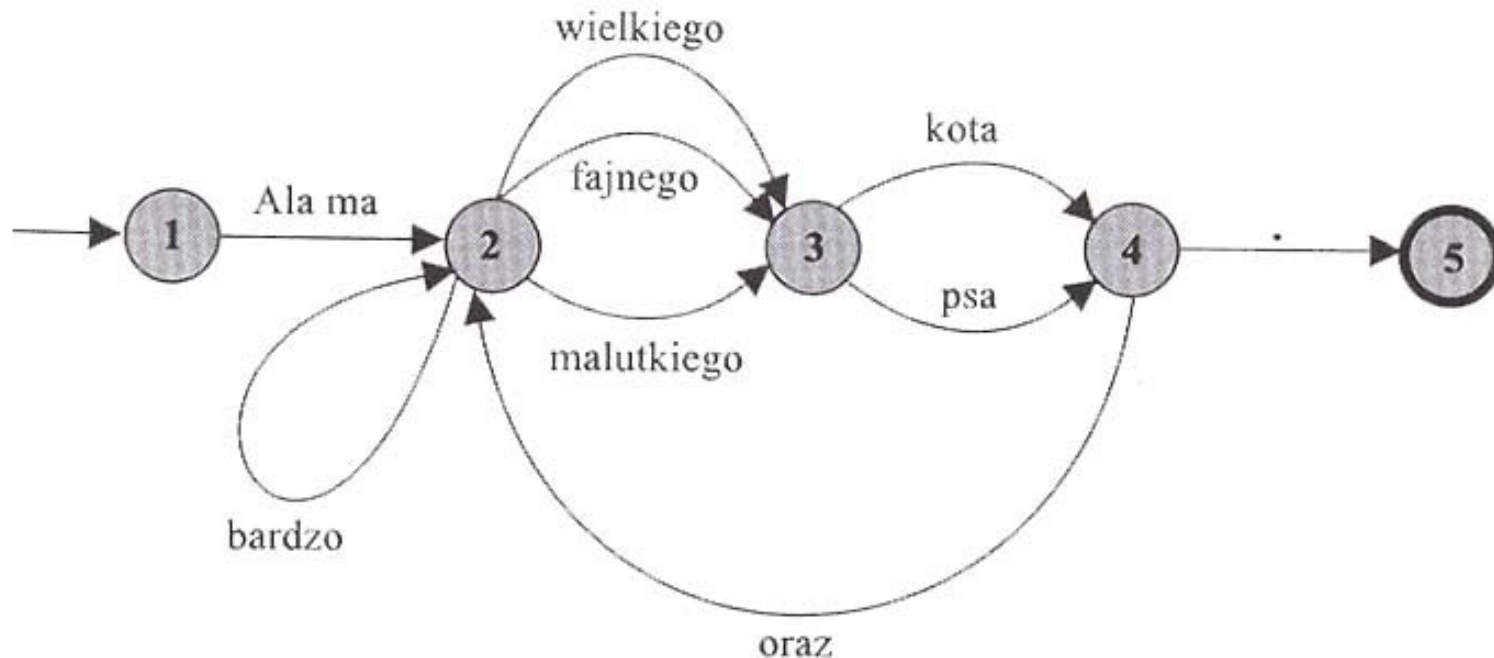 wielkiego
kota
fajnego
Ala ma
1
2
3
4
.
5
psa
malutkiego
bardzo
oraz